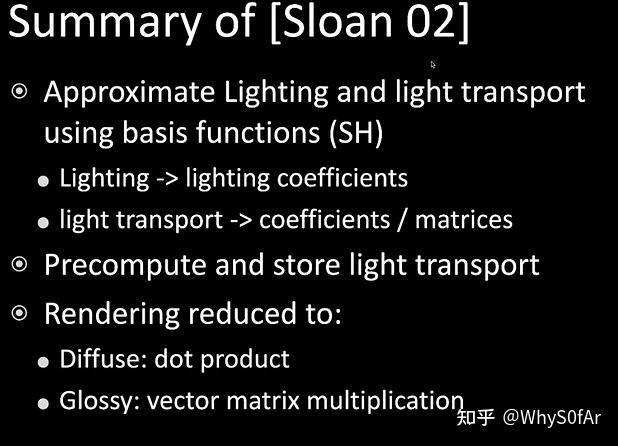 Summary of [Sloan 02]
Approximate Lighting and light transport
using basis functions (SH)
Lighting -> lighting coefficients
light transport -> coefficients / matrices
Precompute and store light transport
Rendering reduced to:
Diffuse: dot product
Glossy: vector matrix multiplication
知乎 @WhyS0fAr